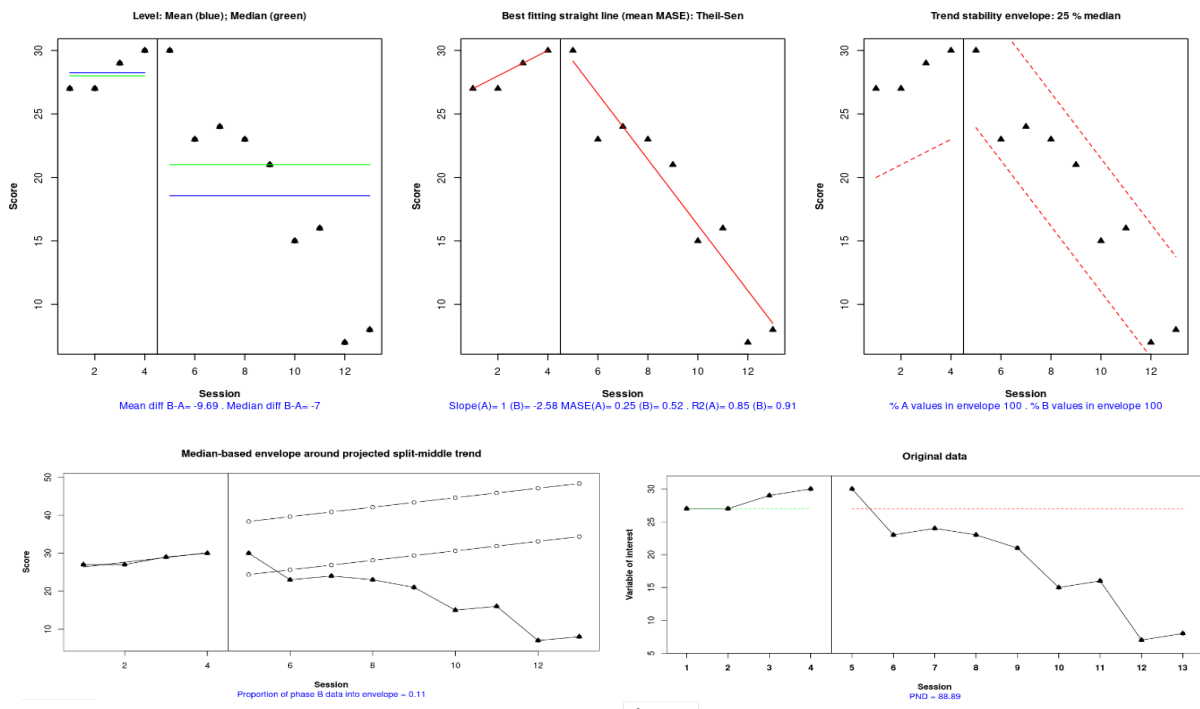 Level: Mean (blue); Median (green)
Score
30
25
20
15
10
2 4 6 8 10 12
Session
Mean diff B-A= -9.69 . Median diff B-A= -7
Best fitting straight line (mean MASE): Theil-Sen
Score
30
25
20
15
10
2 4 6 8 10 12
Session
Slope(A)= 1 (B)= -2.58 MASE(A)= 0.25 (B)= 0.52 . R2(A)= 0.85 (B)= 0.91
Trend stability envelope: 25 % median
Score
30
25
20
15
10
2 4 6 8 10 12
Session
% A values in envelope 100 . % B values in envelope 100
Median-based envelope around projected split-middle trend
Score
50
40
30
20
10
2 4 6 8 10 12
Session
Proportion of phase B data into envelope = 0.11
Original data
Variable of interest
30
25
20
15
10
5
1 2 3 4 5 6 7 8 9 10 11 12 13
Session
PND = 88.89